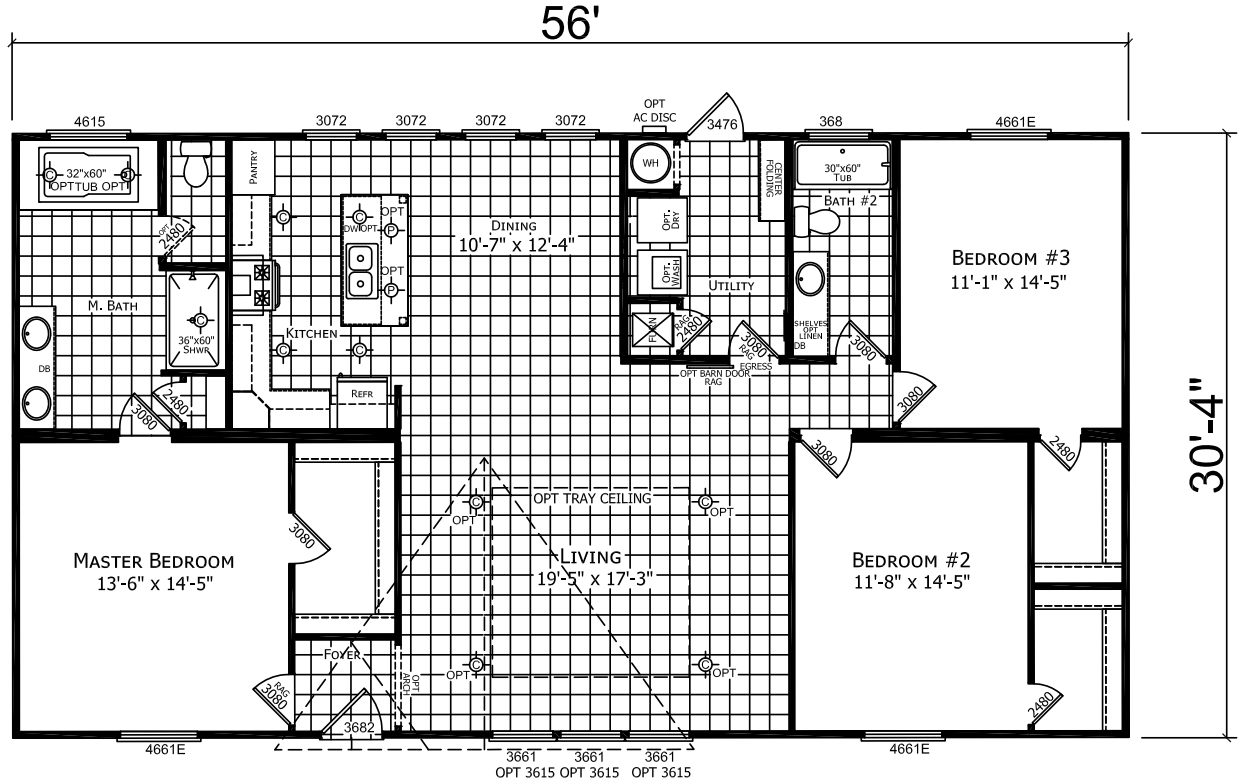 56'
30'-4"
4615
3072
3072
3072
3072
OPT
AC DISC
3476
368
4661E
32"x60"
OPT TUB OPT
C
C
PANTRY
OPT
2480
M. BATH
36"x60"
SHWR
C
DB
3080
2480
C
C
DW OPT
OPT
P
OPT
P
KITCHEN
C
C
REFR
DINING
10'-7" x 12'-4"
WH
OPT.
DRY
OPT.
WASH
CENTER
FOLDING
UTILITY
FURN
RAG
2480
3080
RAG
EGRESS
OPT BARN DOOR
RAG
30"x60"
TUB
BATH #2
SHELVES
OPT
LINEN
DB
3080
BEDROOM #3
11'-1" x 14'-5"
3080
3080
2480
MASTER BEDROOM
13'-6" x 14'-5"
3080
RAG
3080
FOYER
OPT
ARCH
3682
OPT TRAY CEILING
C
OPT
C
OPT
LIVING
19'-5" x 17'-3"
C
OPT
C
OPT
BEDROOM #2
11'-8" x 14'-5"
2480
4661E
3661
OPT 3615
3661
OPT 3615
3661
OPT 3615
4661E